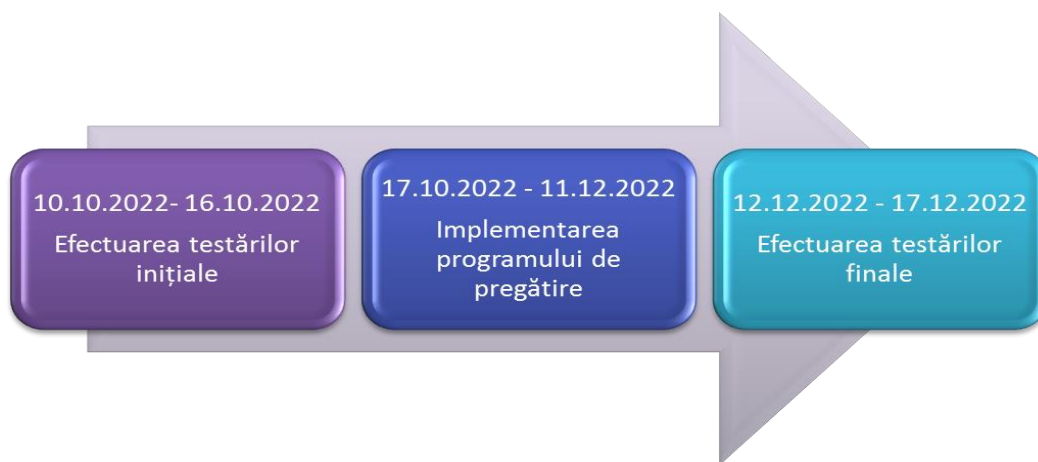 10.10.2022- 16.10.2022
Efectuarea testărilor
inițiale
17.10.2022 - 11.12.2022
Implementarea
programului de
pregătire
12.12.2022 - 17.12.2022
Efectuarea testărilor
finale